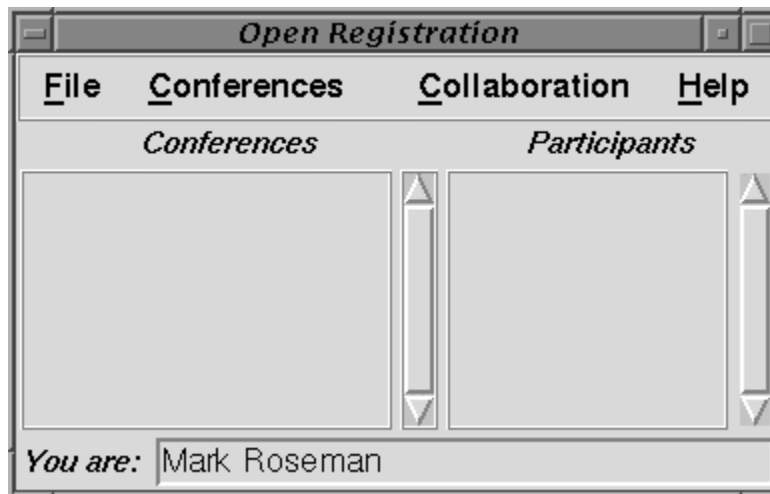 Open Registration
File Conferences Collaboration Help
Conferences Participants
You are: Mark Roseman